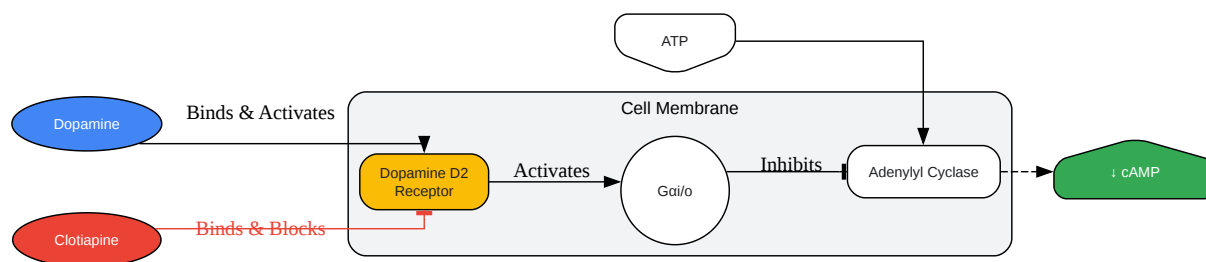 ATP
Cell Membrane
Dopamine
Binds & Activates
Dopamine D2
Receptor
Activates
Gαi/o
Inhibits
Adenylyl Cyclase
↓ cAMP
Clotiapine
Binds & Blocks